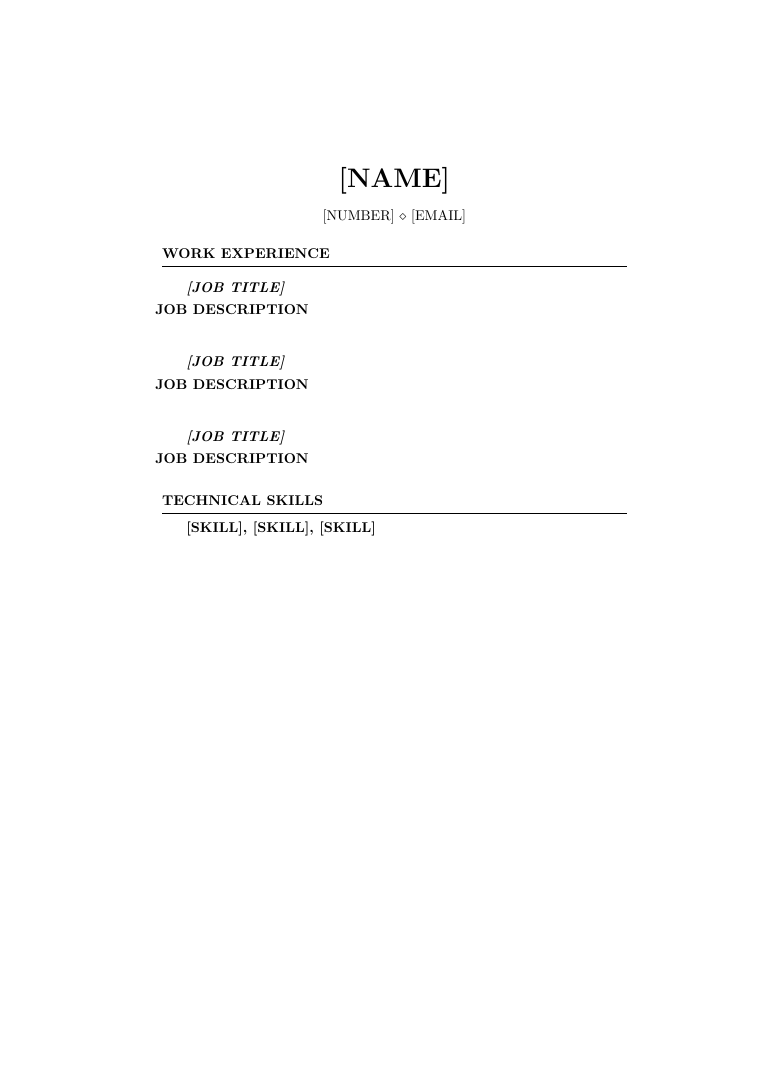 [NAME]
[NUMBER] ⋄ [EMAIL]
WORK EXPERIENCE
[JOB TITLE]
JOB DESCRIPTION
[JOB TITLE]
JOB DESCRIPTION
[JOB TITLE]
JOB DESCRIPTION
TECHNICAL SKILLS
[SKILL], [SKILL], [SKILL]